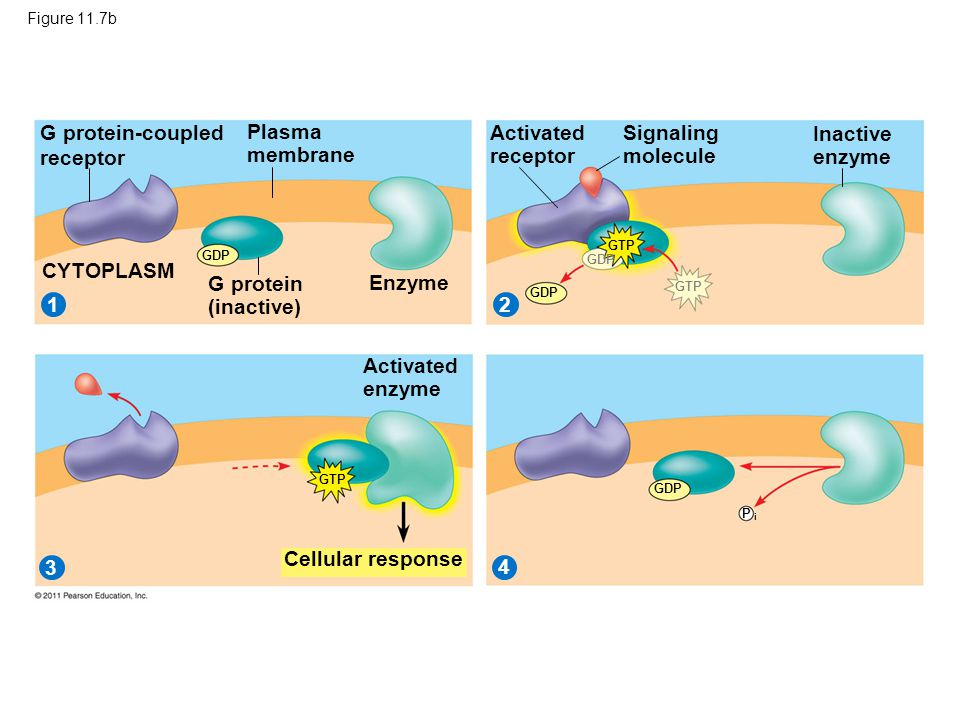 Figure 11.7b
G protein-coupled
receptor
Plasma
membrane
GDP
CYTOPLASM
G protein
(inactive)
Enzyme
1
Activated
receptor
Signaling
molecule
Inactive
enzyme
GTP
GDP
GTP
GDP
2
Activated
enzyme
GTP
Cellular response
3
GDP
P i
4
© 2011 Pearson Education, Inc.